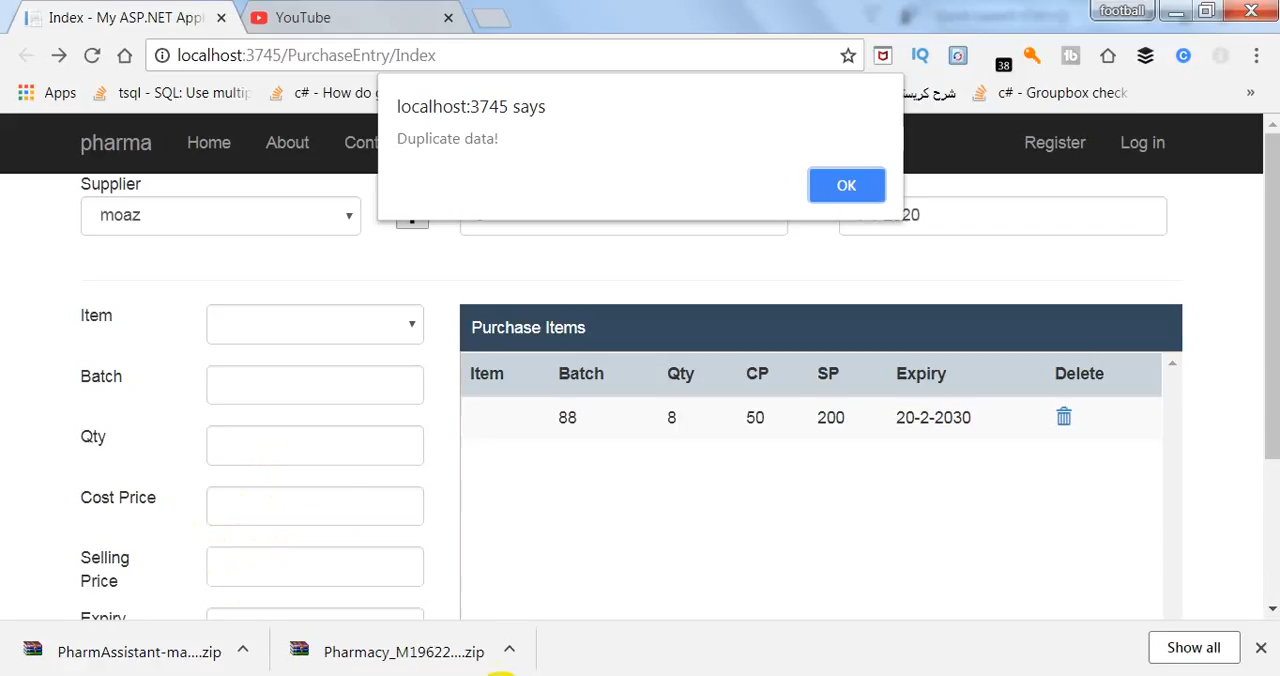 Index - My ASP.NET Appl
YouTube
football
localhost:3745/PurchaseEntry/Index
38
Apps
tsql - SQL: Use multip
c# - How do g
شرح كريست
c# - Groupbox check
»
localhost:3745 says
Duplicate data!
OK
pharma
Home
About
Cont
Register
Log in
Supplier
moaz
20
Item
Batch
Qty
Cost Price
Selling
Price
Expiry
Purchase Items
Item Batch Qty CP SP Expiry Delete
88 8 50 200 20-2-2030
PharmAssistant-ma....zip
Pharmacy_M19622....zip
Show all